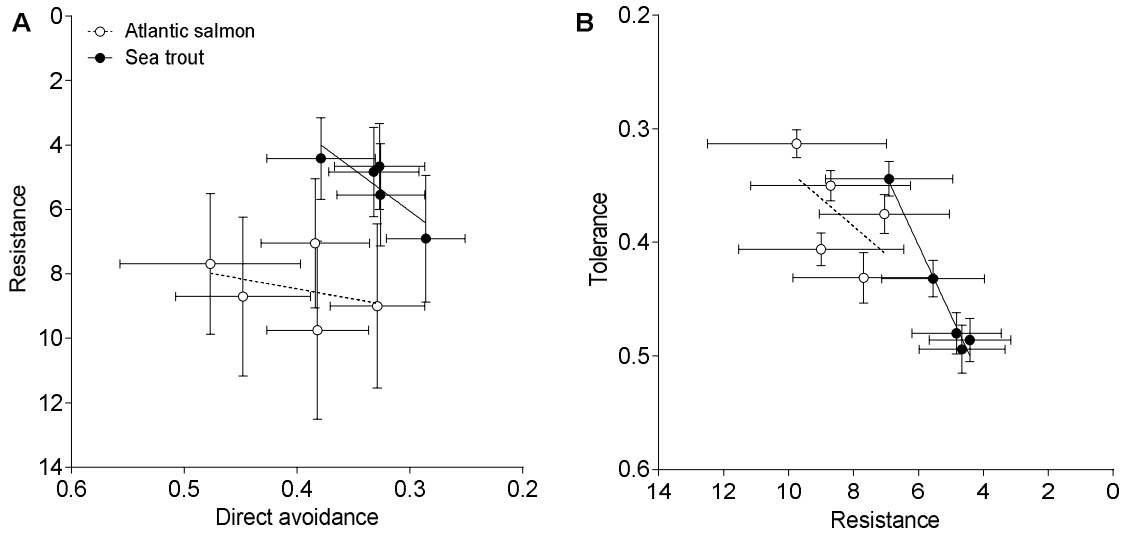 A
Atlantic salmon
Sea trout
Resistance
0
2
4
6
8
10
12
14
0.6 0.5 0.4 0.3 0.2
Direct avoidance
B
Tolerance
0.2
0.3
0.4
0.5
0.6
14 12 10 8 6 4 2 0
Resistance